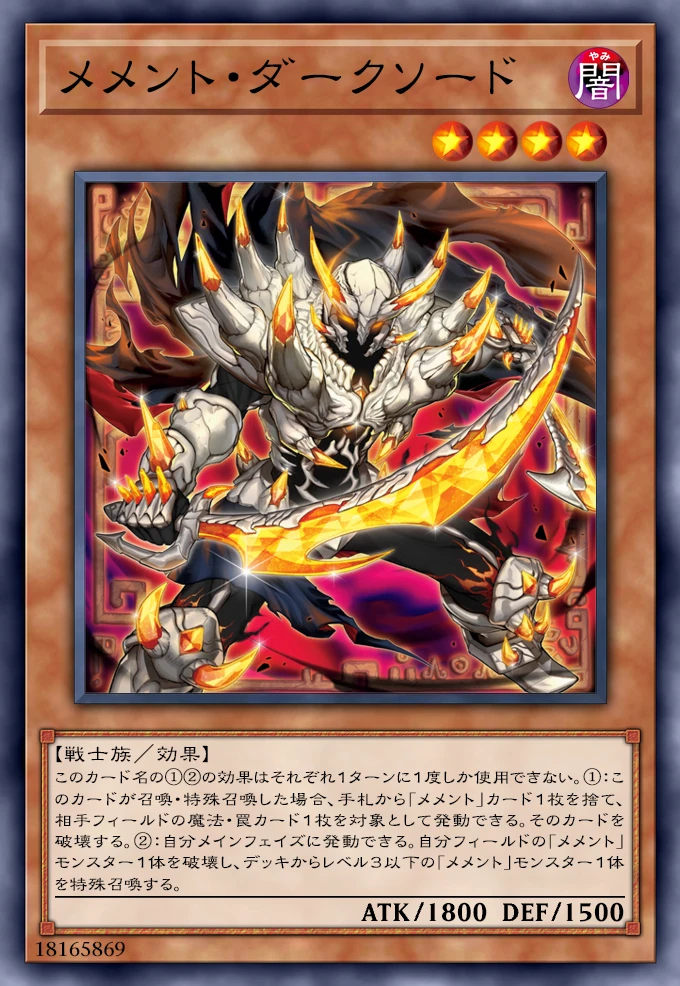 メメント・ダークソード
やみ
闇
【戦士族／効果】
このカード名の①②の効果はそれぞれ1ターンに1度しか使用できない。①：こ
のカードが召喚・特殊召喚した場合、手札から「メメント」カード1枚を捨て、
相手フィールドの魔法・罠カード1枚を対象として発動できる。そのカードを
破壊する。②：自分メインフェイズに発動できる。自分フィールドの「メメント」
モンスター1体を破壊し、デッキからレベル3以下の「メメント」モンスター1体
を特殊召喚する。
ATK/1800 DEF/1500
18165869